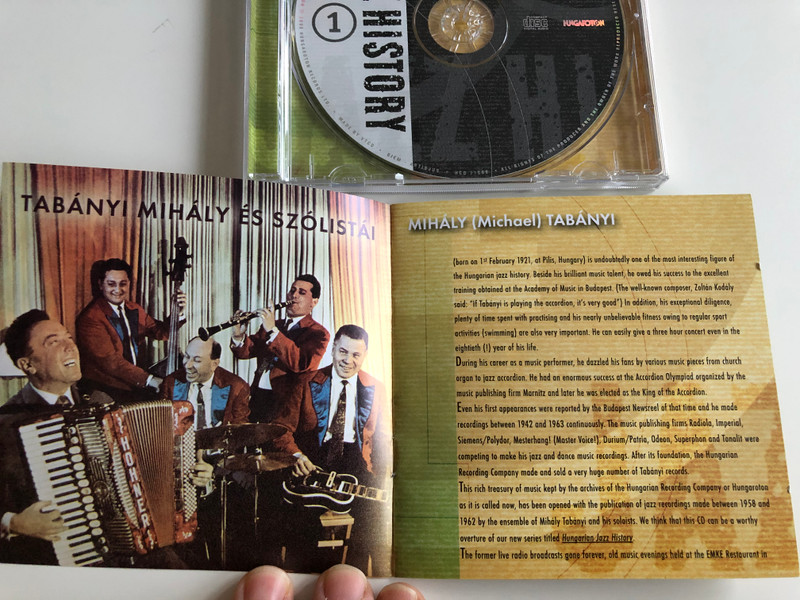 1
HISTORY
COMPACT
disc
DIGITAL AUDIO
HUNGAROTON
TABÁNYI MIHÁLY ÉS SZÓLISTÁI
HOHNER
MIHÁLY (Michael) TABÁNYI
(born on 1st February 1921, at Pilis, Hungary) is undoubtedly one of the most interesting figure of
the Hungarian jazz history. Beside his brilliant music talent, he owed his success to the excellent
training obtained at the Academy of Music in Budapest. (The well-known composer, Zoltán Kodály
said: "If Tabányi is playing the accordion, it's very good") In addition, his exceptional diligence,
plenty of time spent with practising and his nearly unbelievable fitness owing to regular sport
activities (swimming) are also very important. He can easily give a three hour concert even in the
eightieth (!) year of his life.
During his career as a music performer, he dazzled his fans by various music pieces from church
organ to jazz accordion. He had an enormous success at the Accordion Olympiad organized by the
music publishing firm Marnitz and later he was elected as the King of the Accordion.
Even his first appearances were reported by the Budapest Newsreel of that time and he made
recordings between 1942 and 1963 continuously. The music publishing firms Radiola, Imperial,
Siemens/Polydor, Mesterhang! (Master Voice!), Durium/Patria, Odeon, Supraphon and Tonalit were
competing to make his jazz and dance music recordings. After its foundation, the Hungarian
Recording Company made and sold a very huge number of Tabányi records.
This rich treasury of music kept by the archives of the Hungarian Recording Company or Hungaroton
as it is called now, has been opened with the publication of jazz recordings made between 1958 and
1962 by the ensemble of Mihály Tabányi and his soloists. We think that this CD can be a worthy
overture of our new series titled Hungarian Jazz History.
The former live radio broadcasts gone forever, old music evenings held at the EMKE Restaurant in